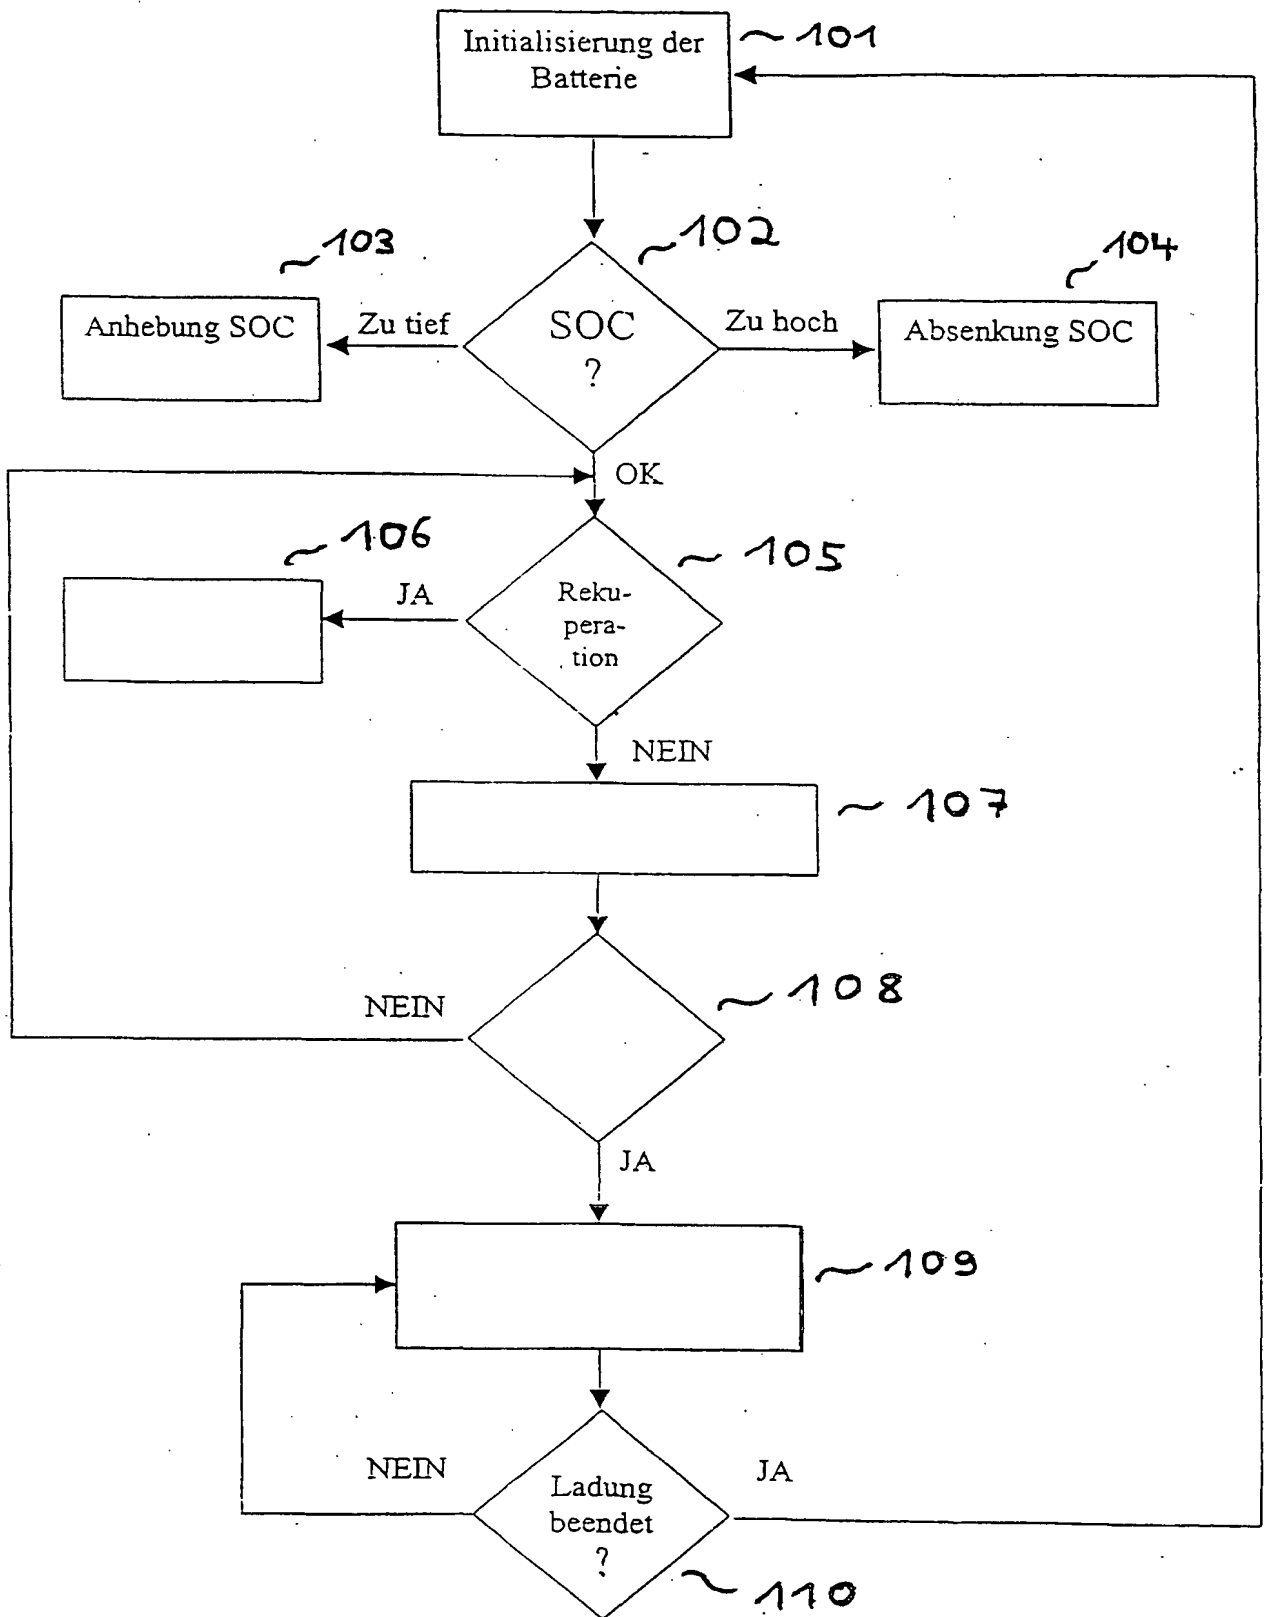 Initialisierung der
Batterie
101
102
103
104
Anhebung SOC
Zu tief
SOC
?
Zu hoch
Absenkung SOC
OK
106
105
JA
Reku-
pera-
tion
NEIN
107
NEIN
108
JA
109
NEIN
Ladung
beendet
?
JA
110